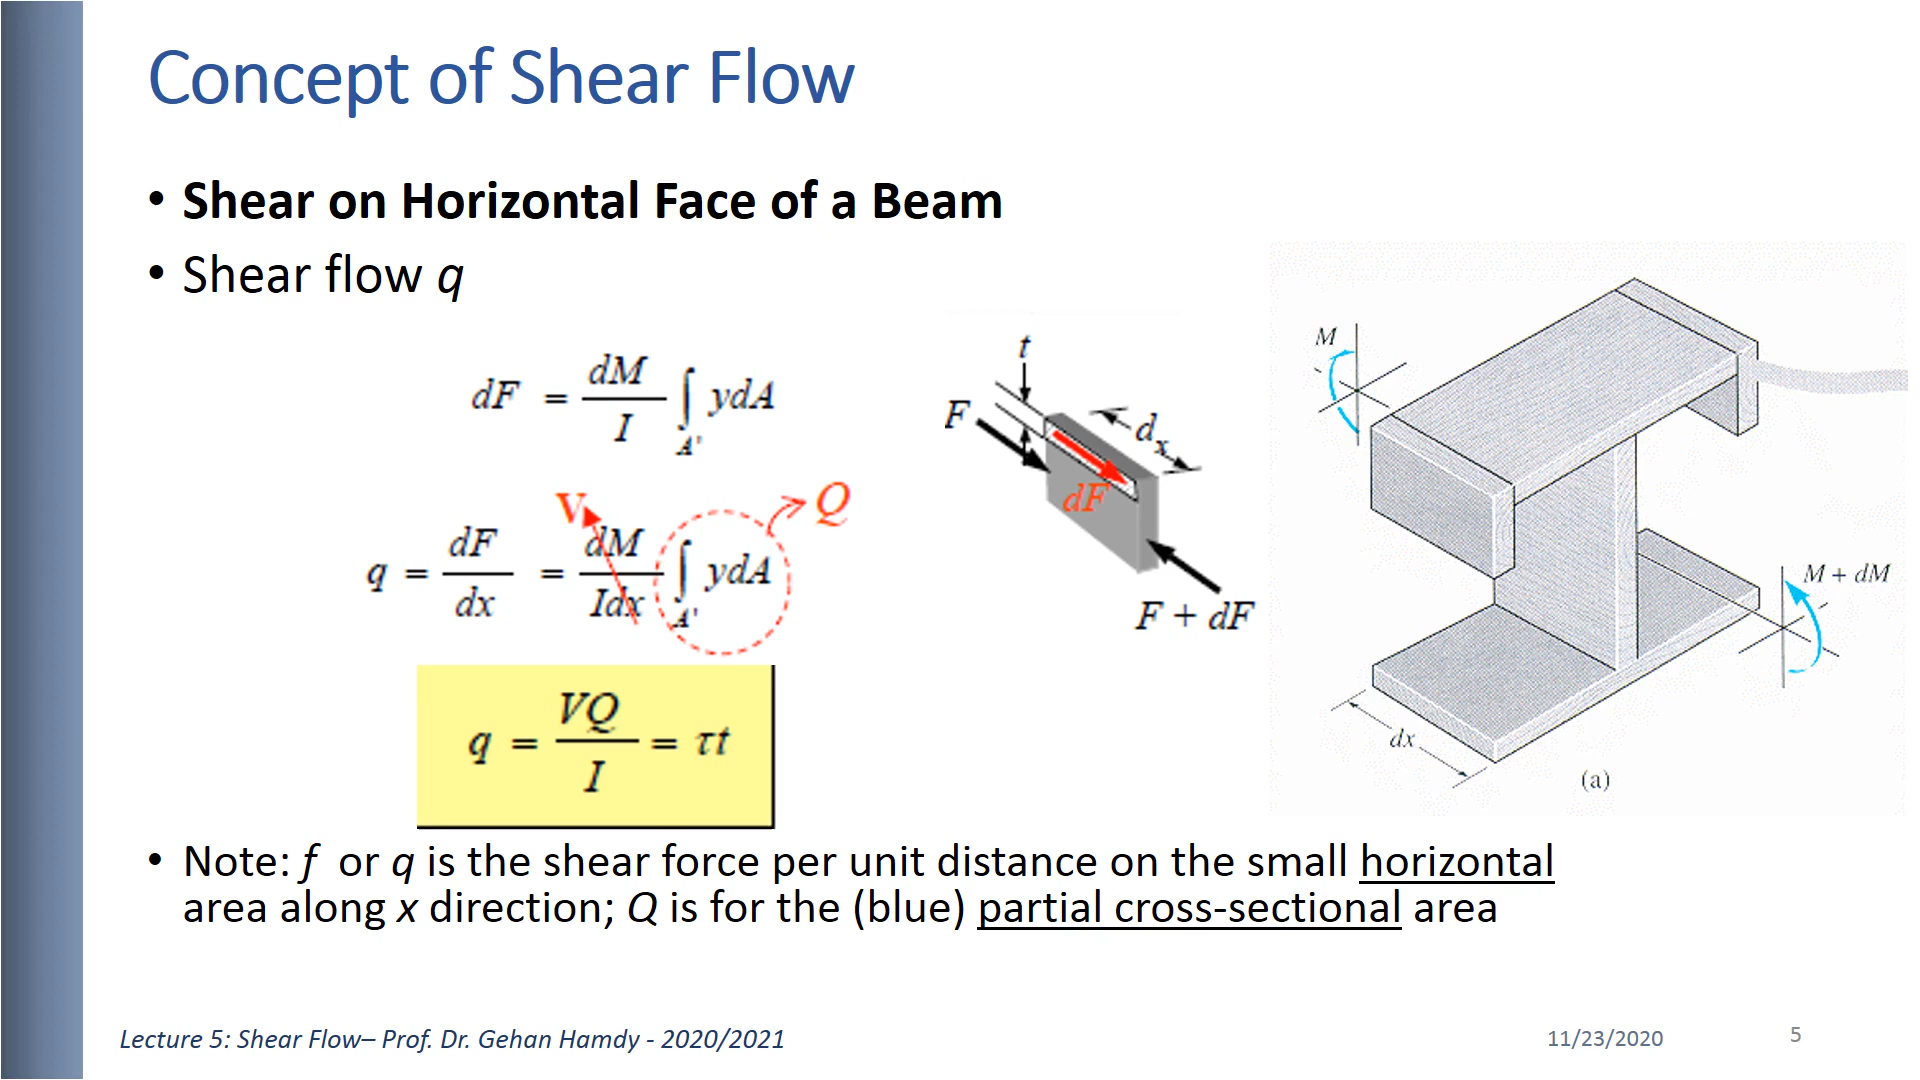 Concept of Shear Flow
• Shear on Horizontal Face of a Beam
• Shear flow q
dF = dM / I ∫A' ydA
V
Q
q = dF / dx = dM / Idx ∫A' ydA
q = VQ / I = τt
t
F
dx
dF
F + dF
M
M + dM
dx
(a)
• Note: f or q is the shear force per unit distance on the small horizontal
area along x direction; Q is for the (blue) partial cross-sectional area
Lecture 5: Shear Flow– Prof. Dr. Gehan Hamdy - 2020/2021
11/23/2020
5